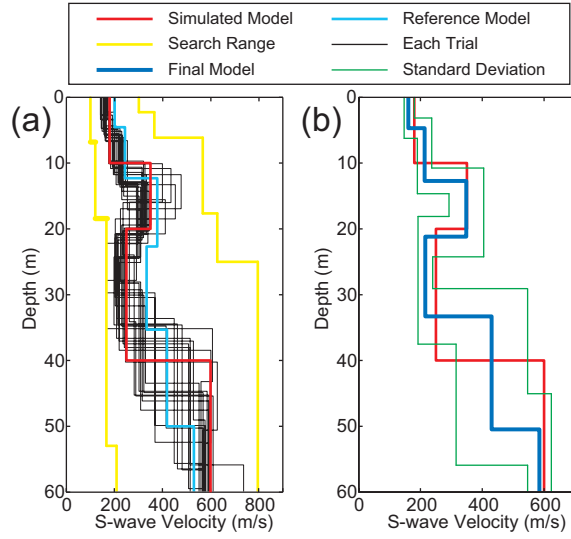 Simulated Model
Reference Model
Search Range
Each Trial
Final Model
Standard Deviation
(a)
0
10
20
30
40
50
60
Depth (m)
0
200
400
600
800
S-wave Velocity (m/s)
(b)
0
10
20
30
40
50
60
Depth (m)
0
200
400
600
S-wave Velocity (m/s)